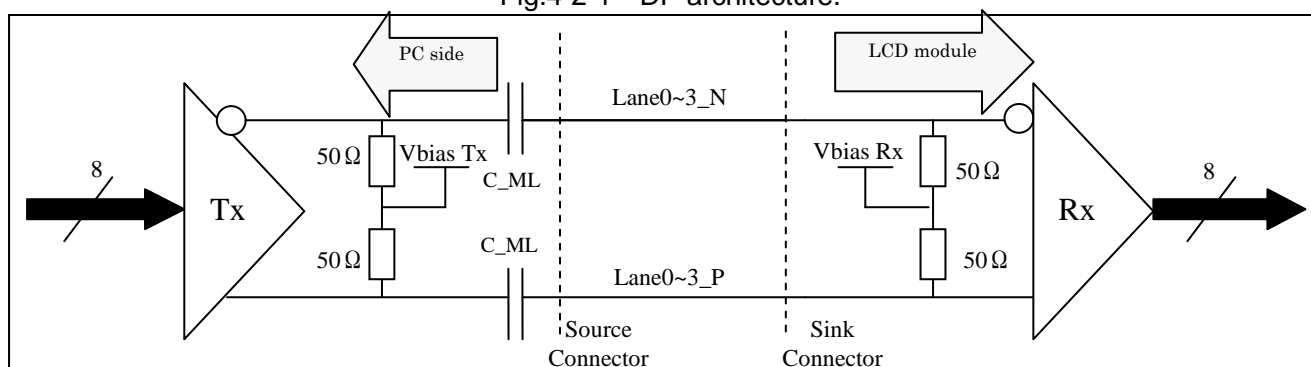 Fig.4-2-1 DP architecture.
PC side
LCD module
Lane0~3_N
50Ω
Vbias Tx
C_ML
Vbias Rx
50Ω
8
Tx
Rx
8
50Ω
C_ML
50Ω
Lane0~3_P
Source
Connector
Sink
Connector